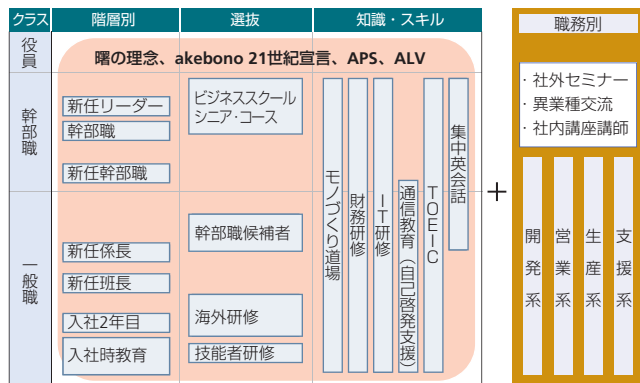 クラス
階層別
選抜
知識・スキル
職務別
役員
曙の理念、akebono 21世紀宣言、APS、ALV
幹部職
新任リーダー
幹部職
新任幹部職
ビジネススクール
シニア・コース
一般職
新任係長
新任班長
入社2年目
入社時教育
幹部職候補者
海外研修
技能者研修
モノづくり道場
財務研修
IT研修
通信教育（自己啓発支援）
TOEIC
集中英会話
+
・社外セミナー
・異業種交流
・社内講座講師
開発系
営業系
生産系
支援系